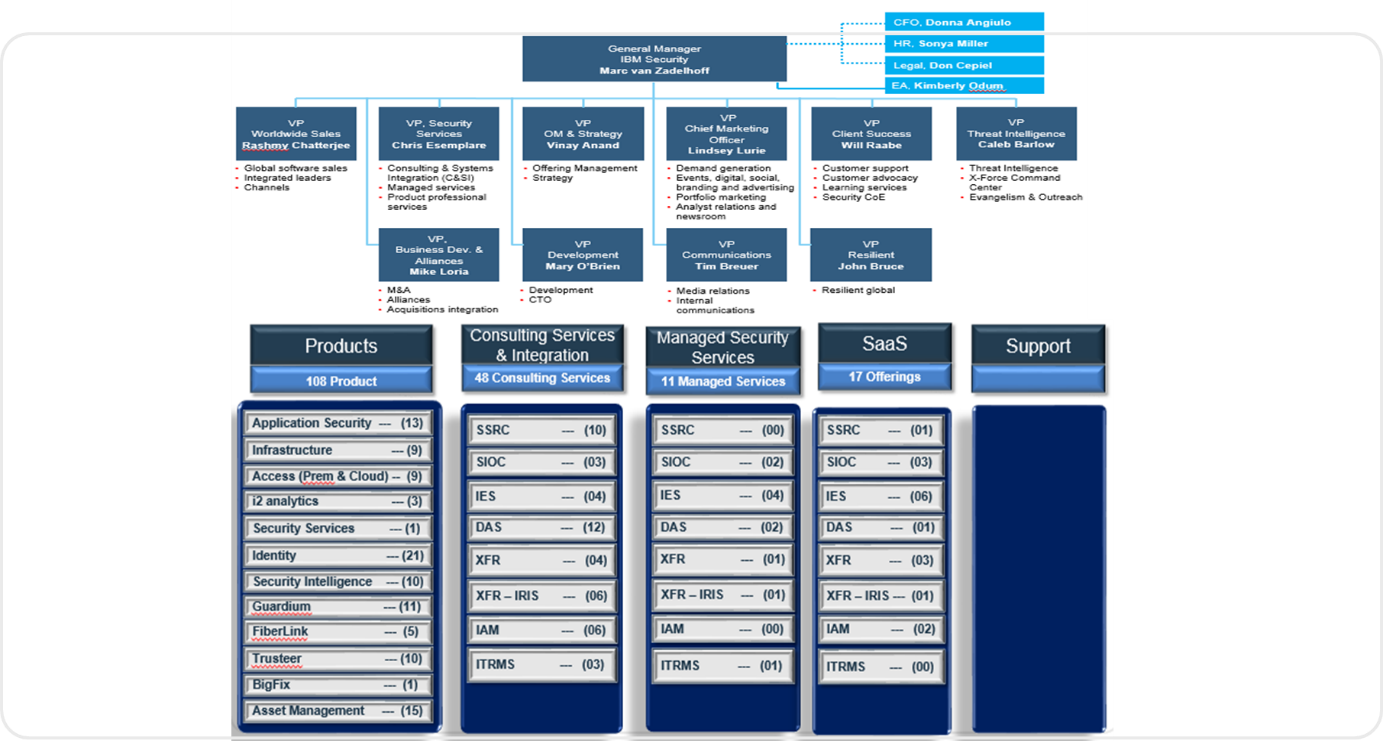 CFO, Donna Angiulo
HR, Sonya Miller
Legal, Don Cepiel
EA, Kimberly Odum
General Manager
IBM Security
Marc van Zadelhoff
VP
Worldwide Sales
Rashmy Chatterjee
Global software sales
Integrated leaders
Channels
VP, Security
Services
Chris Esemplare
Consulting & Systems
Integration (C&SI)
Managed services
Product professional
services
VP
OM & Strategy
Vinay Anand
Offering Management
Strategy
VP
Chief Marketing
Officer
Lindsey Lurie
Demand generation
Events, digital, social,
branding and advertising
Portfolio marketing
Analyst relations and
newsroom
VP
Client Success
Will Raabe
Customer support
Customer advocacy
Learning services
Security CoE
VP
Threat Intelligence
Caleb Barlow
Threat Intelligence
X-Force Command
Center
Evangelism & Outreach
VP,
Business Dev. &
Alliances
Mike Loria
M&A
Alliances
Acquisitions integration
VP
Development
Mary O'Brien
Development
CTO
VP
Communications
Tim Breuer
Media relations
Internal
communications
VP
Resilient
John Bruce
Resilient global
Products
108 Product
Application Security --- (13)
Infrastructure --- (9)
Access (Prem & Cloud) -- (9)
i2 analytics --- (3)
Security Services --- (1)
Identity --- (21)
Security Intelligence --- (10)
Guardium --- (11)
FiberLink --- (5)
Trusteer --- (10)
BigFix --- (1)
Asset Management --- (15)
Consulting Services
& Integration
48 Consulting Services
SSRC --- (10)
SIOC --- (03)
IES --- (04)
DAS --- (12)
XFR --- (04)
XFR – IRIS --- (06)
IAM --- (06)
ITRMS --- (03)
Managed Security
Services
11 Managed Services
SSRC --- (00)
SIOC --- (02)
IES --- (04)
DAS --- (02)
XFR --- (01)
XFR – IRIS --- (01)
IAM --- (00)
ITRMS --- (01)
SaaS
17 Offerings
SSRC --- (01)
SIOC --- (03)
IES --- (06)
DAS --- (01)
XFR --- (03)
XFR – IRIS --- (01)
IAM --- (02)
ITRMS --- (00)
Support